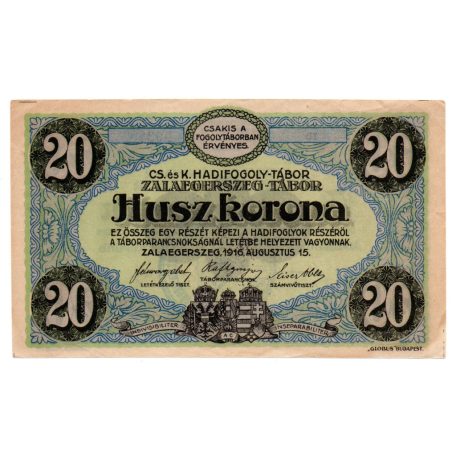 CSAKIS A
FOGOLYTÁBORBAN
ÉRVÉNYES.
20 20
CS. és K. HADIFOGOLY-TÁBOR
ZALAEGERSZEG-TÁBOR
Husz korona
EZ ÖSSZEG EGY RÉSZÉT KÉPEZI A HADIFOGLYOK RÉSZÉRŐL
A TÁBORPARANCSNOKSÁGNÁL LETÉTBE HELYEZETT VAGYONNAK.
ZALAEGERSZEG, 1916. AUGUSZTUS 15.
LETÉTKEZELŐ TISZT. TÁBORPARANCSNOK. SZÁMVIVŐTISZT.
20 20
INDIVISIBILITER INSEPARABILITER
„GLOBUS" BUDAPEST.